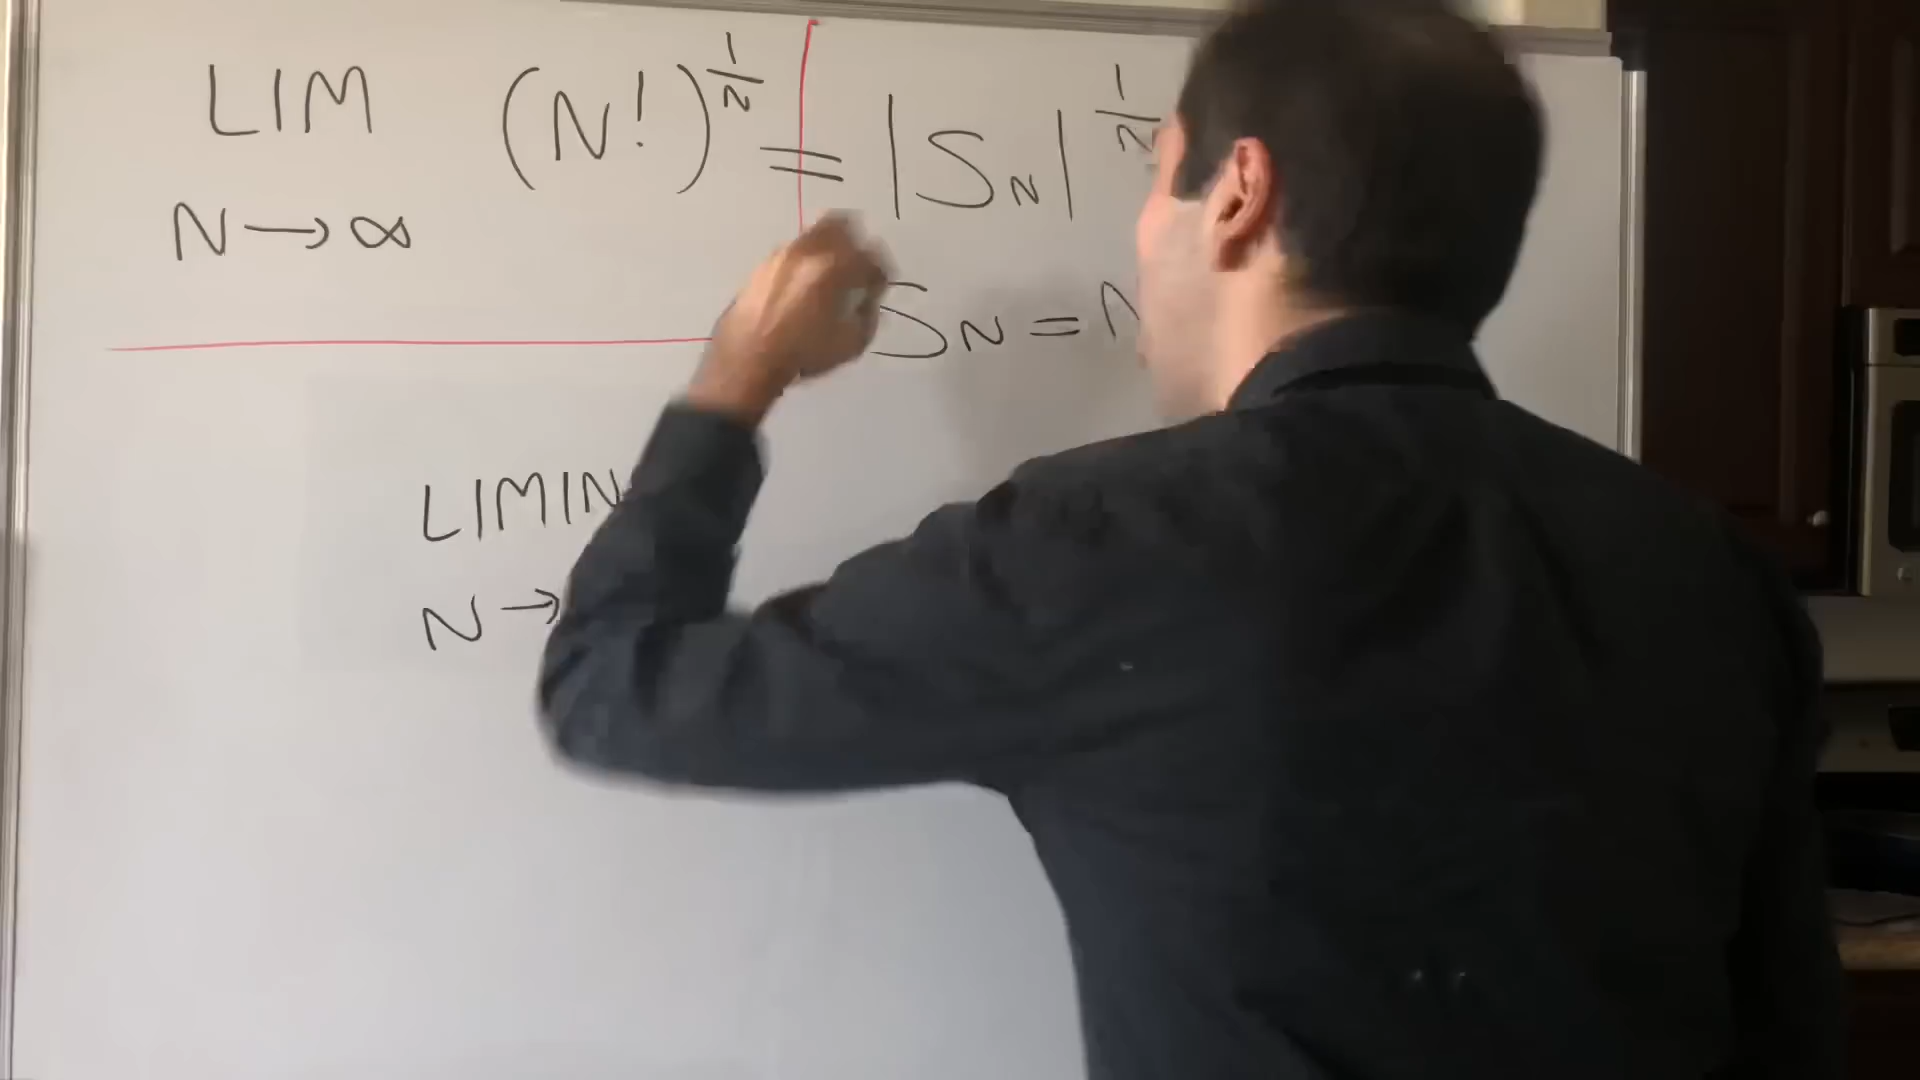 LIM (N!)^{1/N} = |S_N|^{1/N}
N → ∞
S_N = N
LIMIN
N →